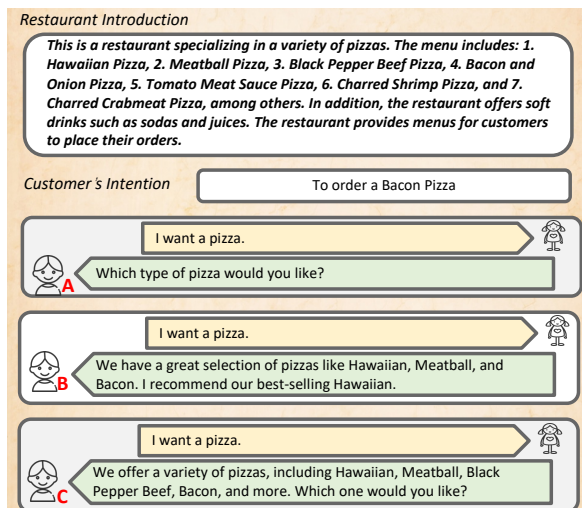 Restaurant Introduction
This is a restaurant specializing in a variety of pizzas. The menu includes: 1.
Hawaiian Pizza, 2. Meatball Pizza, 3. Black Pepper Beef Pizza, 4. Bacon and
Onion Pizza, 5. Tomato Meat Sauce Pizza, 6. Charred Shrimp Pizza, and 7.
Charred Crabmeat Pizza, among others. In addition, the restaurant offers soft
drinks such as sodas and juices. The restaurant provides menus for customers
to place their orders.
Customer's Intention
To order a Bacon Pizza
I want a pizza.
Which type of pizza would you like?
A
I want a pizza.
We have a great selection of pizzas like Hawaiian, Meatball, and
Bacon. I recommend our best-selling Hawaiian.
B
I want a pizza.
We offer a variety of pizzas, including Hawaiian, Meatball, Black
Pepper Beef, Bacon, and more. Which one would you like?
C